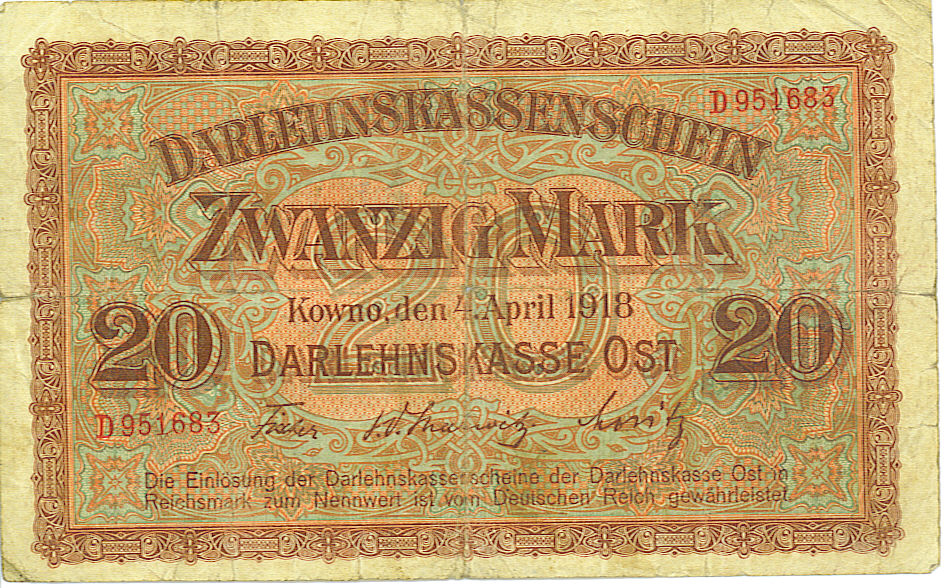 D 951683
DARLEHNSKASSENSCHEIN
ZWANZIG MARK
20
Kowno, den 4. April 1918
20
DARLEHNSKASSE OST
D 951683
Die Einlösung der Darlehnskassenscheine der Darlehnskasse Ost in
Reichsmark zum Nennwert ist vom Deutschen Reich gewährleistet